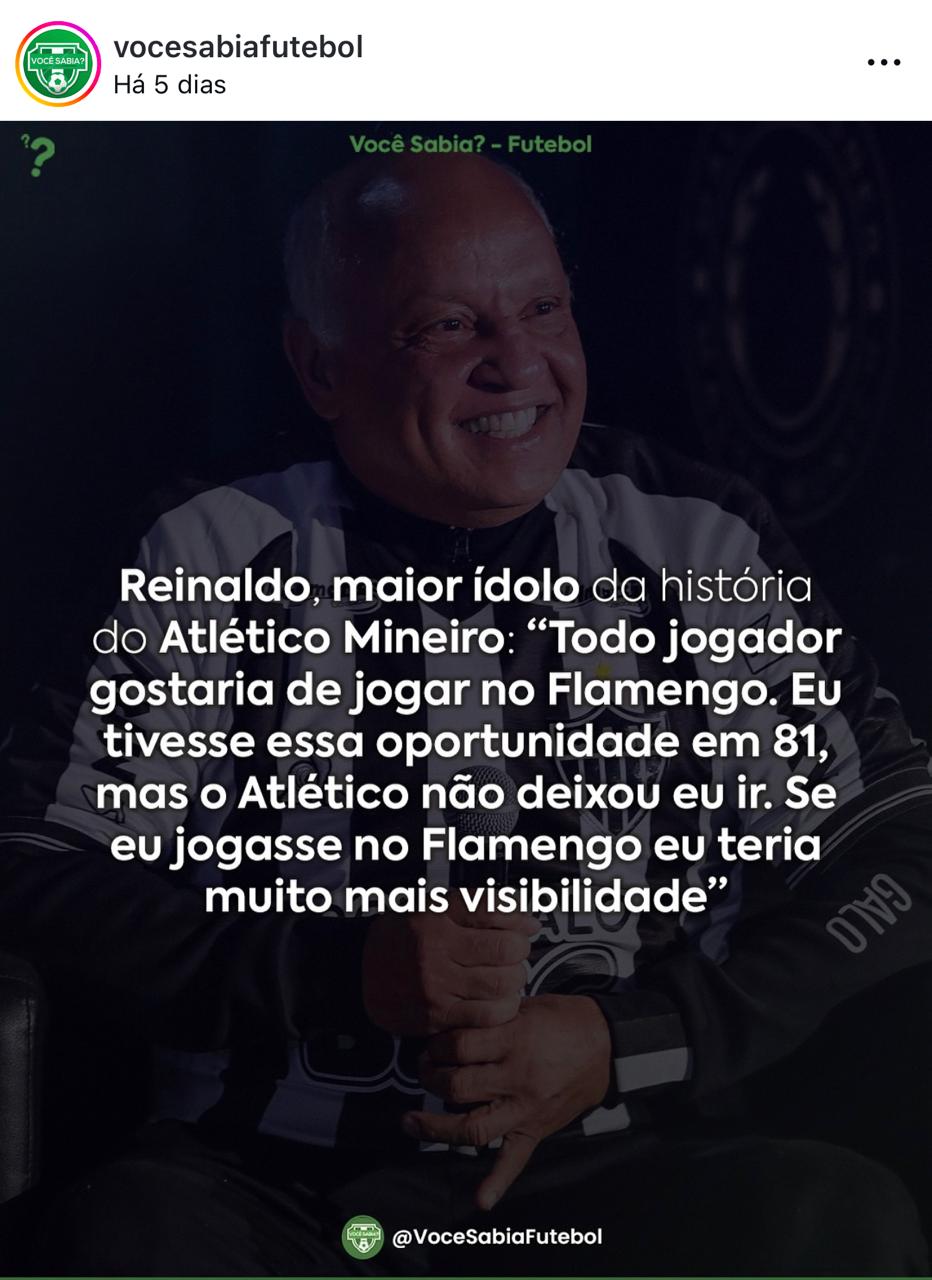 VOCÊ SABIA?
vocesabiafutebol
Há 5 dias
Você Sabia? - Futebol
Reinaldo, maior ídolo da história
do Atlético Mineiro: “Todo jogador
gostaria de jogar no Flamengo. Eu
tivesse essa oportunidade em 81,
mas o Atlético não deixou eu ir. Se
eu jogasse no Flamengo eu teria
muito mais visibilidade”
GALO
VOCÊ SABIA?
@VoceSabiaFutebol